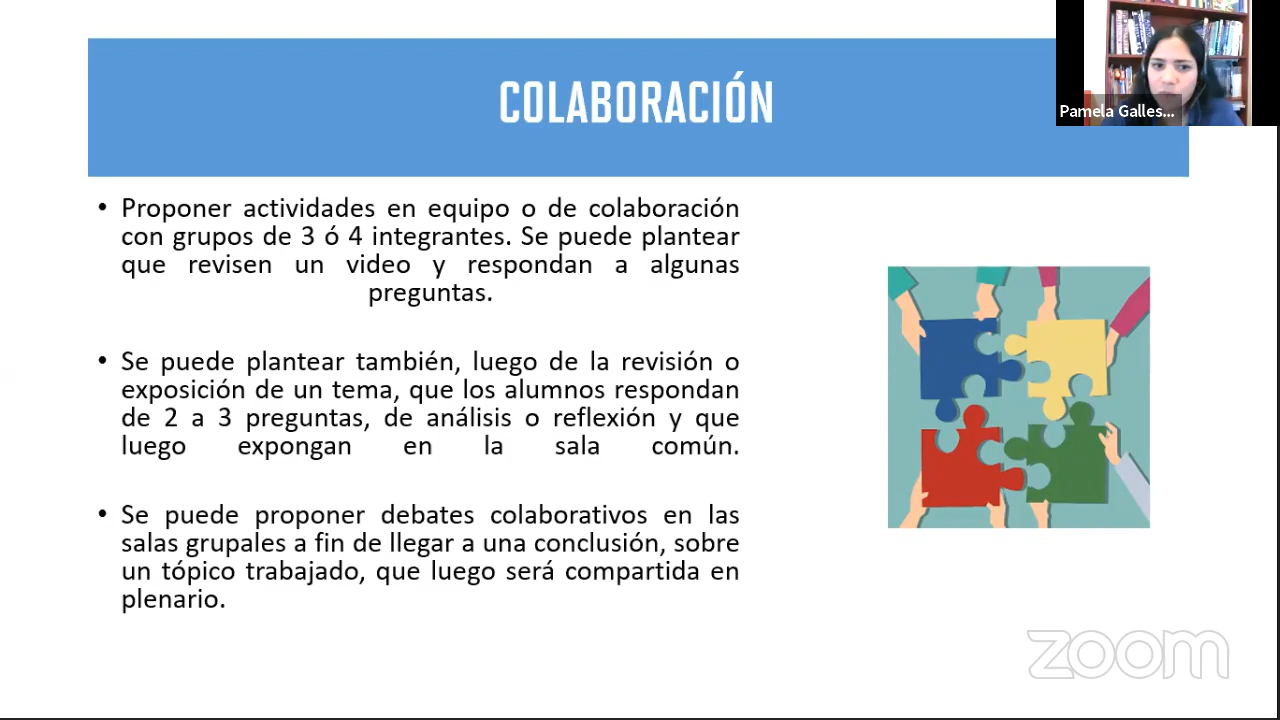 COLABORACIÓN
Pamela Galles...
• Proponer actividades en equipo o de colaboración
con grupos de 3 ó 4 integrantes. Se puede plantear
que revisen un video y respondan a algunas
preguntas.
• Se puede plantear también, luego de la revisión o
exposición de un tema, que los alumnos respondan
de 2 a 3 preguntas, de análisis o reflexión y que
luego expongan en la sala común.
• Se puede proponer debates colaborativos en las
salas grupales a fin de llegar a una conclusión, sobre
un tópico trabajado, que luego será compartida en
plenario.
zoom